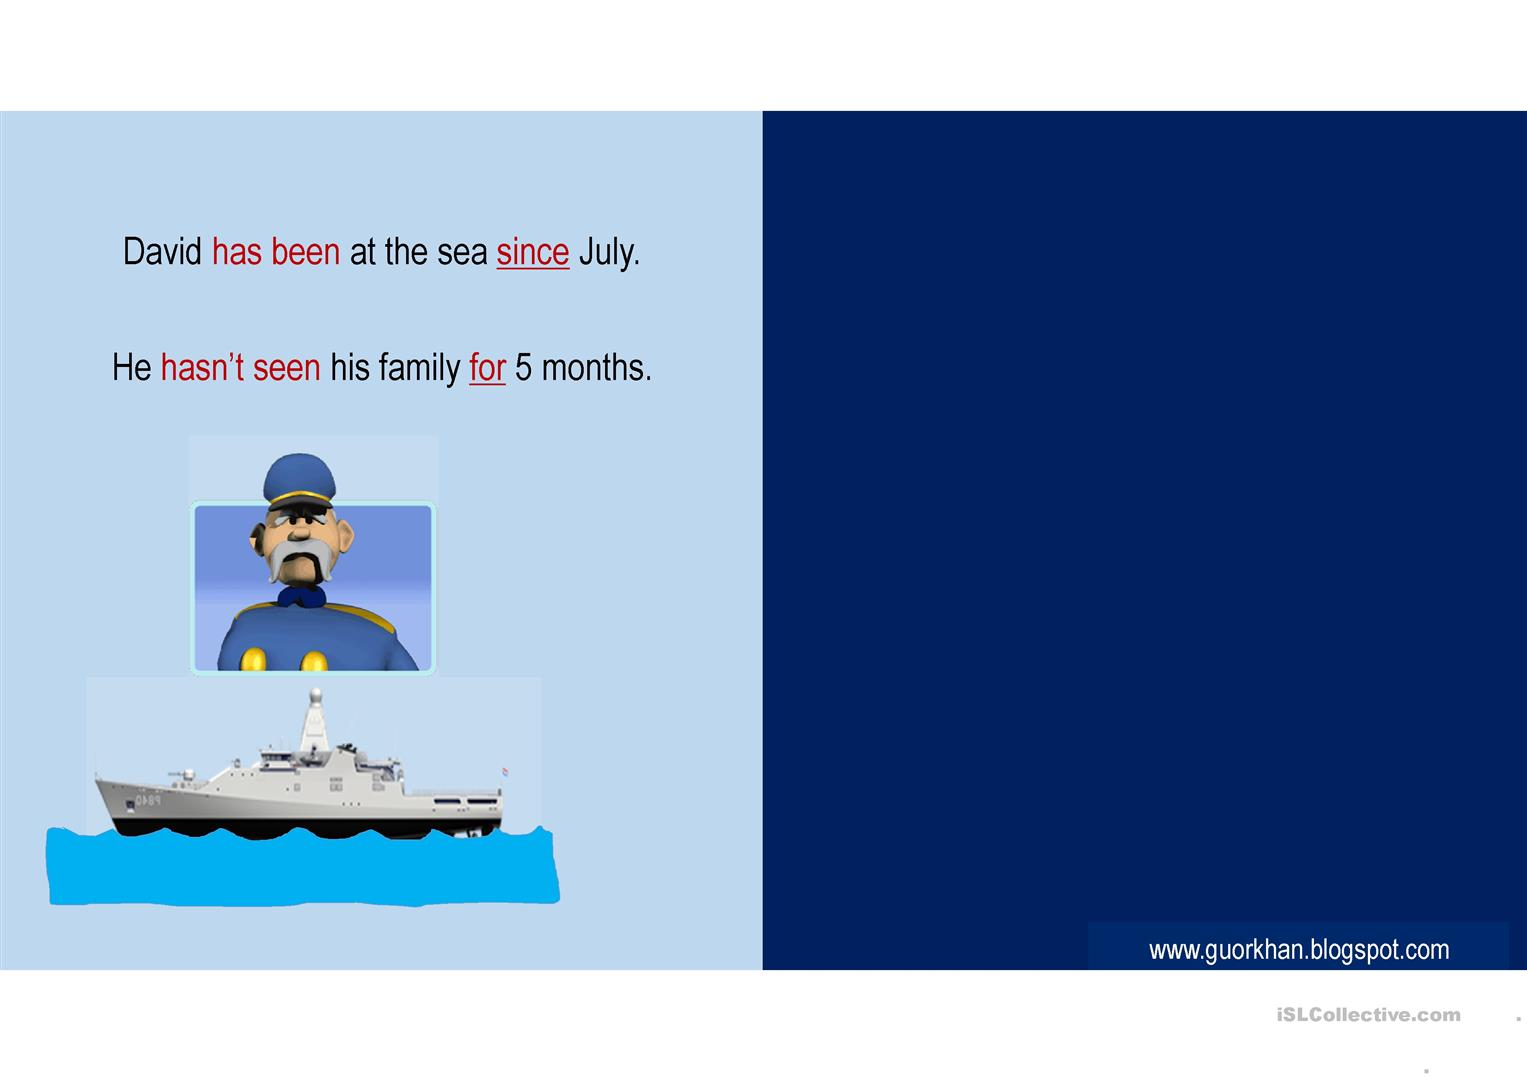 David has been at the sea since July.
He hasn’t seen his family for 5 months.
P840
www.guorkhan.blogspot.com
iSLCollective.com